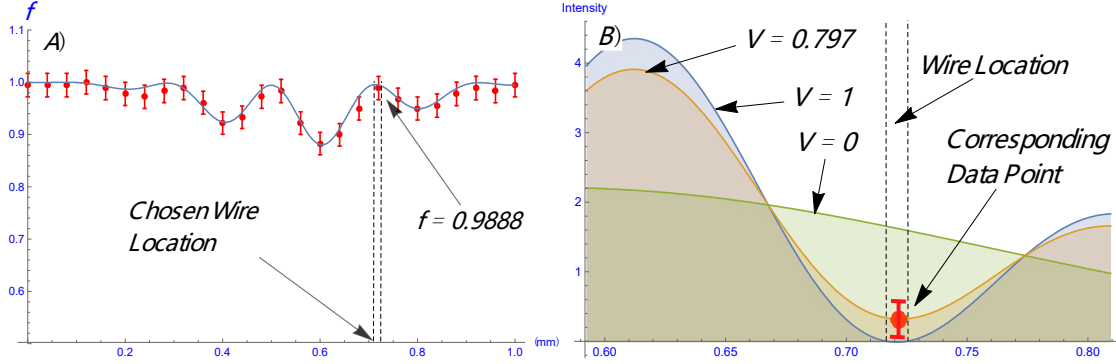 f
A)
1.1
1.0
0.9
0.8
0.7
0.6
0.2
0.4
0.6
0.8
1.0
(mm)
Chosen Wire
Location
f = 0.9888
Intensity
B)
4
3
2
1
0.60
0.65
0.70
0.75
0.80
V = 0.797
V = 1
V = 0
Wire Location
Corresponding
Data Point